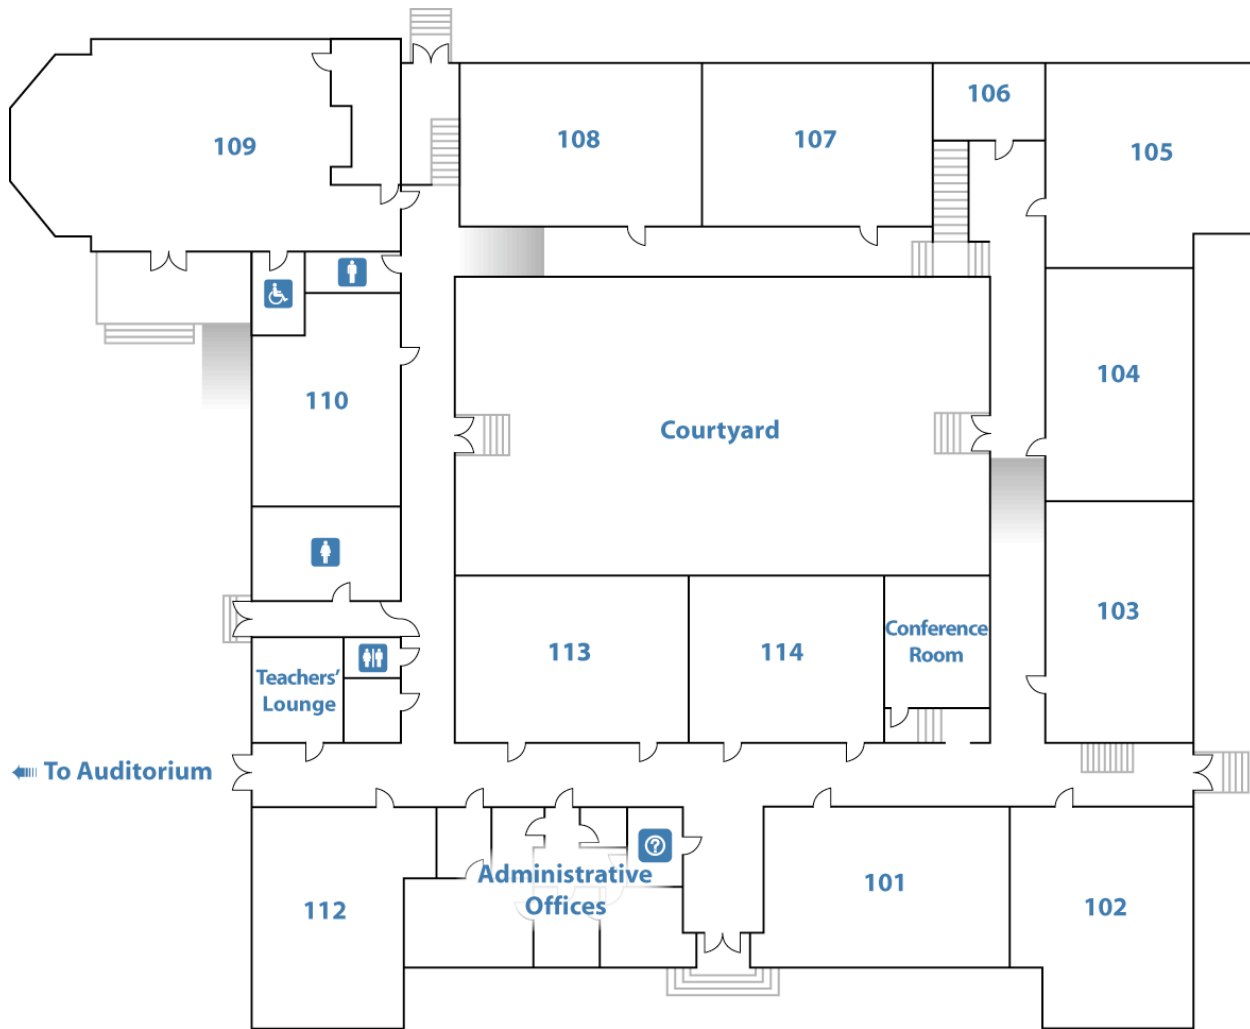 106
108
107
109
105
104
110
Courtyard
103
Conference
Room
113
114
Teachers’
Lounge
To Auditorium
?
101
Administrative
Offices
102
112